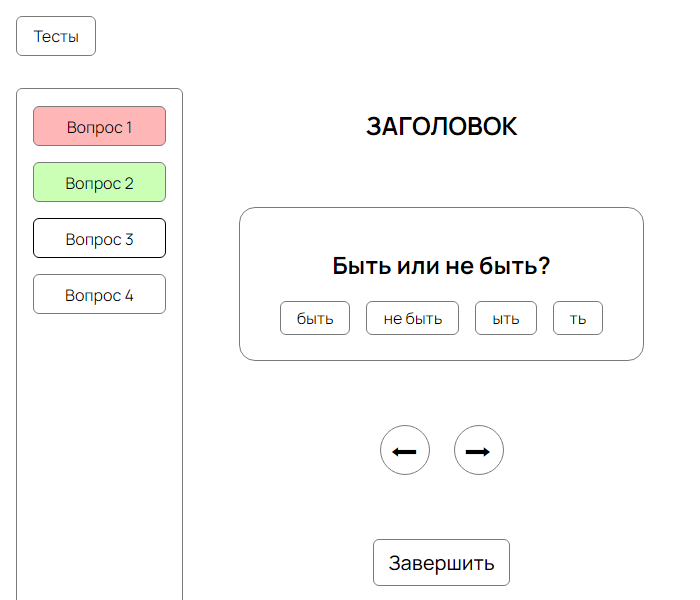 Тесты
Вопрос 1
Вопрос 2
Вопрос 3
Вопрос 4
ЗАГОЛОВОК
Быть или не быть?
быть не быть ыть ть
Завершить